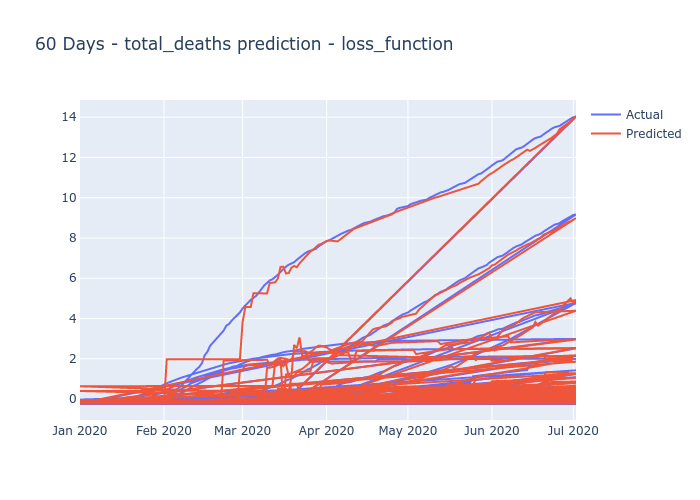 60 Days - total_deaths prediction - loss_function
Actual
Predicted
14
12
10
8
6
4
2
0
Jan 2020
Feb 2020
Mar 2020
Apr 2020
May 2020
Jun 2020
Jul 2020